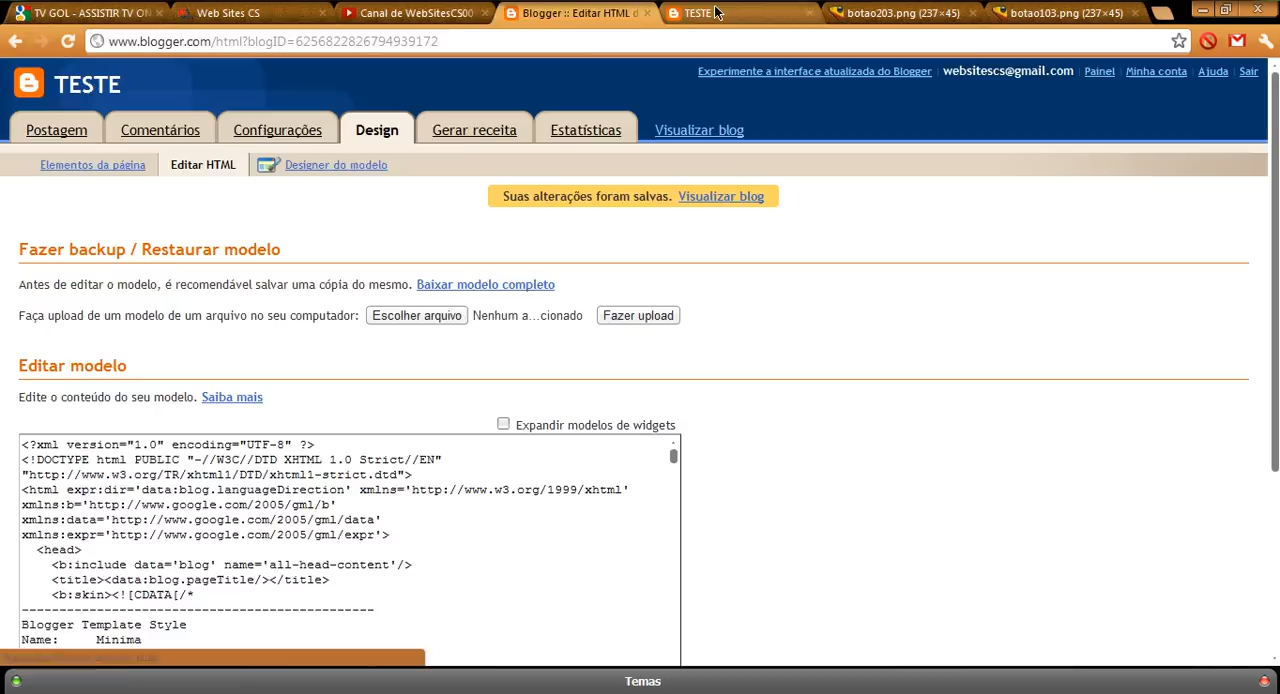 TV GOL - ASSISTIR TV ON
Web Sites CS
Canal de WebSitesCS00
Blogger :: Editar HTML d
TESTE
botao203.png (237×45)
botao103.png (237×45)
www.blogger.com/html?blogID=6256822826794939172
TESTE
Experimente a interface atualizada do Blogger
websitescs@gmail.com
Painel
Minha conta
Ajuda
Sair
Postagem
Comentários
Configurações
Design
Gerar receita
Estatísticas
Visualizar blog
Elementos da página
Editar HTML
Designer do modelo
Suas alterações foram salvas. Visualizar blog
Fazer backup / Restaurar modelo
Antes de editar o modelo, é recomendável salvar uma cópia do mesmo. Baixar modelo completo
Faça upload de um modelo de um arquivo no seu computador: Escolher arquivo Nenhum a...cionado Fazer upload
Editar modelo
Edite o conteúdo do seu modelo. Saiba mais
Expandir modelos de widgets
<?xml version="1.0" encoding="UTF-8" ?>
<!DOCTYPE html PUBLIC "-//W3C//DTD XHTML 1.0 Strict//EN"
"http://www.w3.org/TR/xhtml1/DTD/xhtml1-strict.dtd">
<html expr:dir='data:blog.languageDirection' xmlns='http://www.w3.org/1999/xhtml'
xmlns:b='http://www.google.com/2005/gml/b'
xmlns:data='http://www.google.com/2005/gml/data'
xmlns:expr='http://www.google.com/2005/gml/expr'>
<head>
<b:include data='blog' name='all-head-content'/>
<title><data:blog.pageTitle/></title>
<b:skin><![CDATA[/*
-----------------------------------------------
Blogger Template Style
Name: Minima
Temas